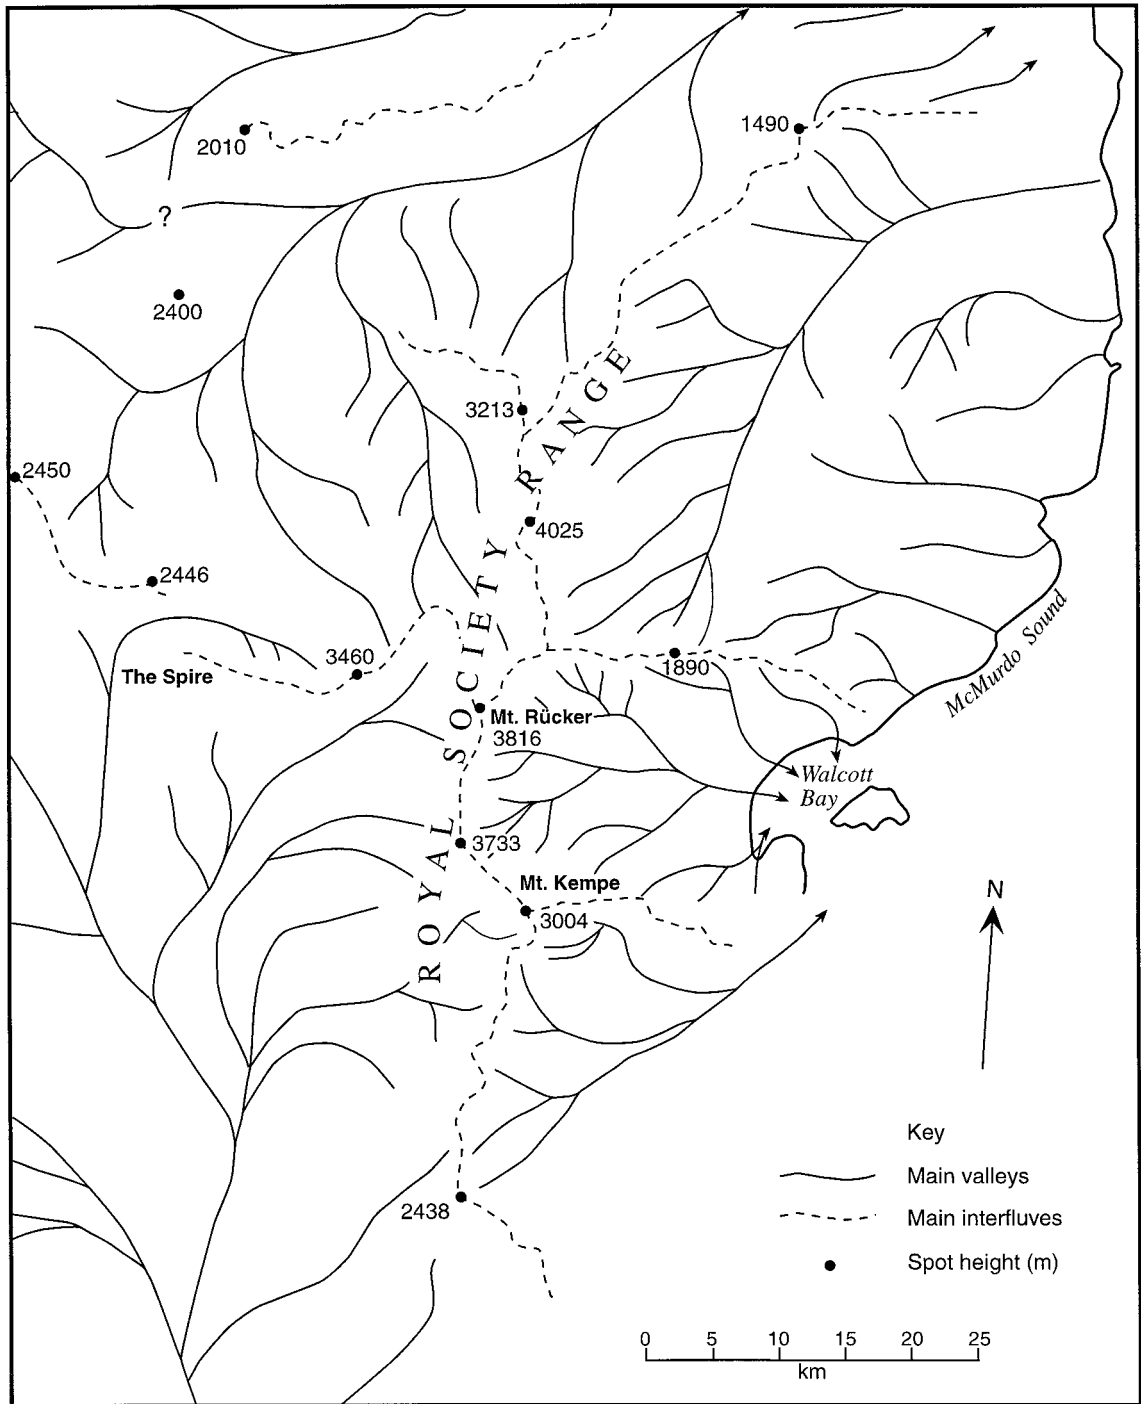 1490
2010
?
2400
3213
2450
4025
2446
ROYAL SOCIETY RANGE
McMurdo Sound
3460
1890
The Spire
Mt. Rücker
3816
Walcott
Bay
3733
Mt. Kempe
3004
N
Key
Main valleys
Main interfluves
2438
Spot height (m)
0 5 10 15 20 25
km